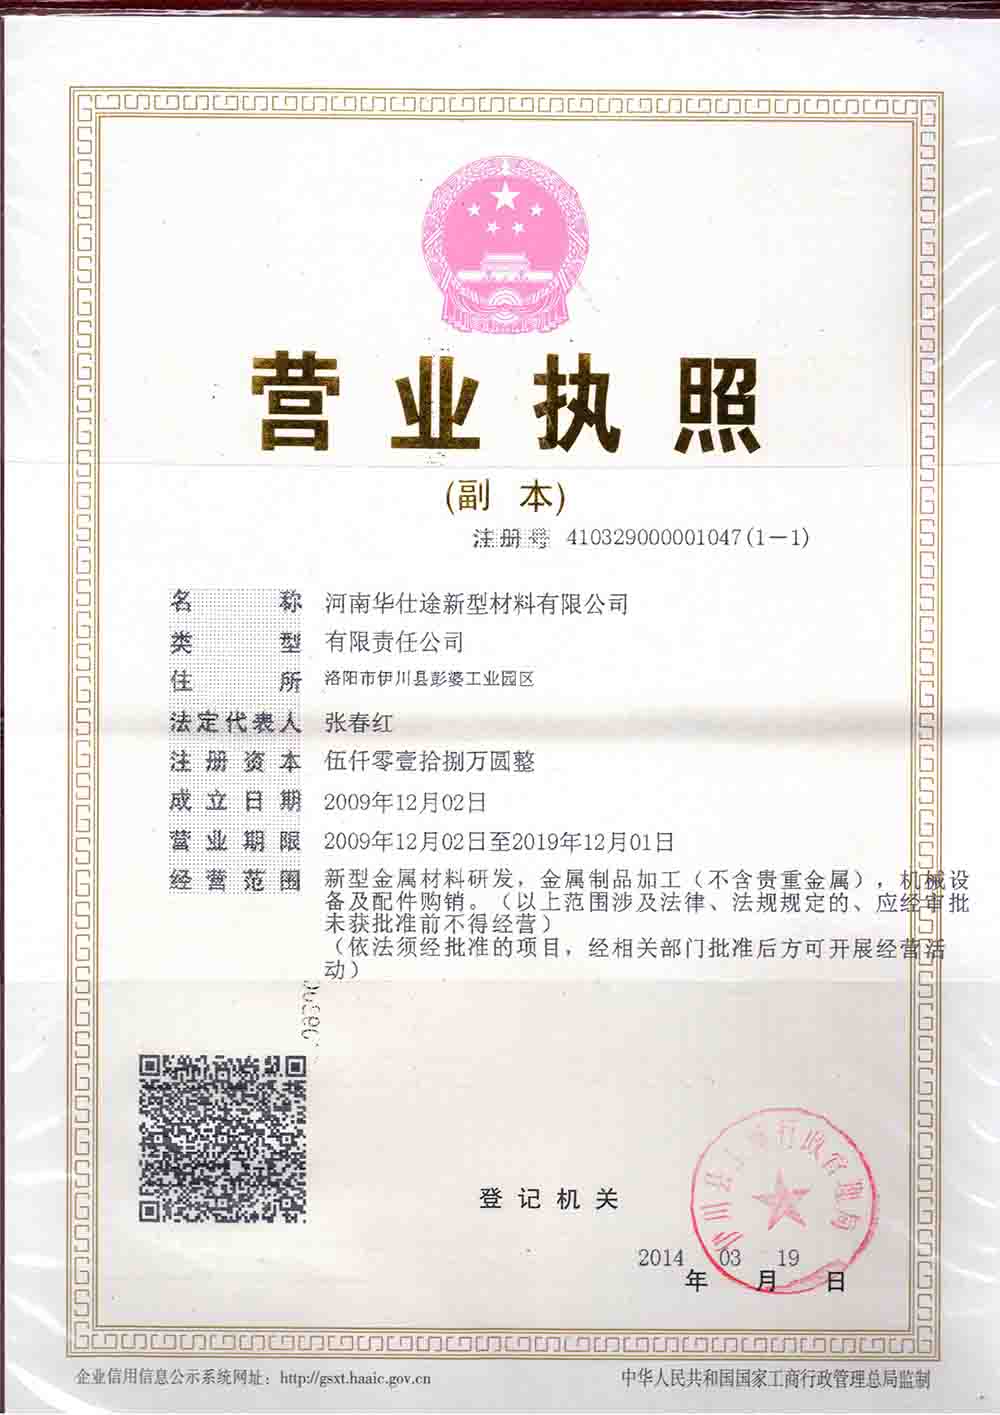 营业执照
(副 本)
注册号 410329000001047(1-1)
名称 河南华仕途新型材料有限公司
类型 有限责任公司
住所 洛阳市伊川县彭婆工业园区
法定代表人 张春红
注册资本 伍仟零壹拾捌万圆整
成立日期 2009年12月02日
营业期限 2009年12月02日至2019年12月01日
经营范围 新型金属材料研发，金属制品加工（不含贵重金属），机械设
备及配件购销。（以上范围涉及法律、法规规定的、应经审批
未获批准前不得经营）
（依法须经批准的项目，经相关部门批准后方可开展经营活
动）
登记机关
伊川县工商行政管理局
2014 03 19
年 月 日
企业信用信息公示系统网址：http://gsxt.haaic.gov.cn
中华人民共和国国家工商行政管理总局监制